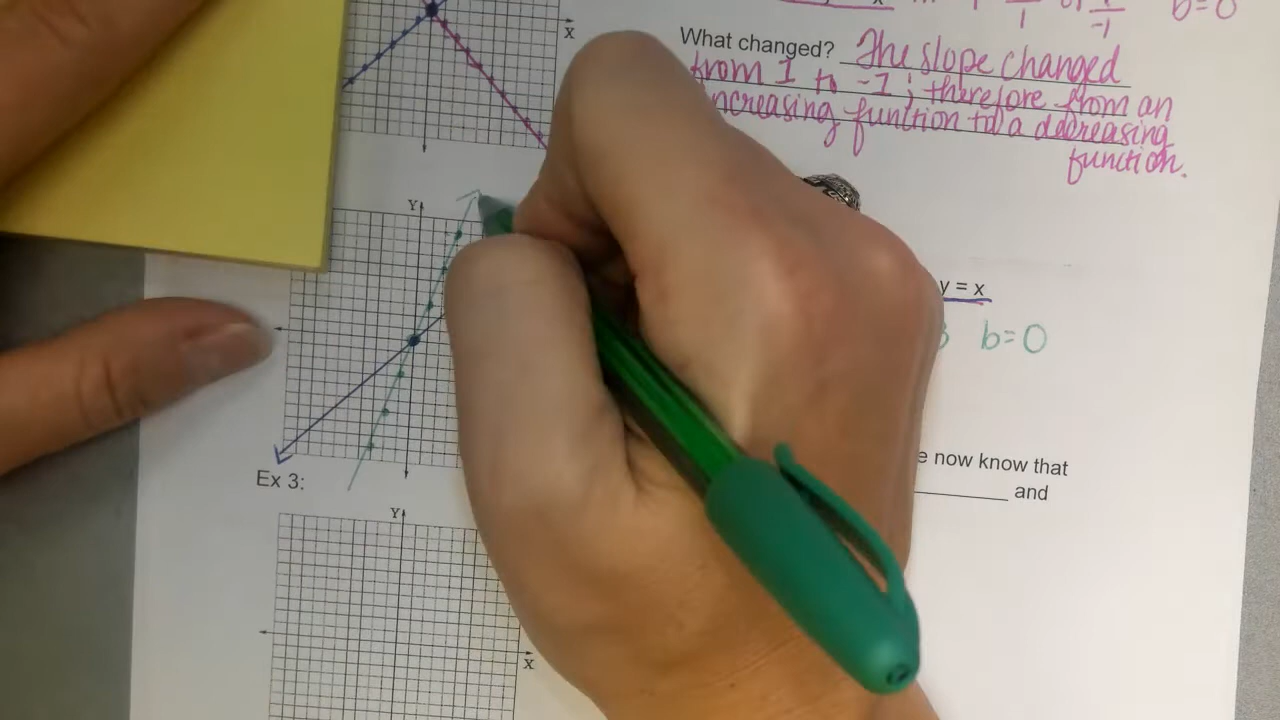 b=0
X
What changed? The slope changed
from 1 to -1; therefore from an
increasing function to a decreasing
function.
Y
y = x
b=0
now know that
and
Ex 3:
Y
X